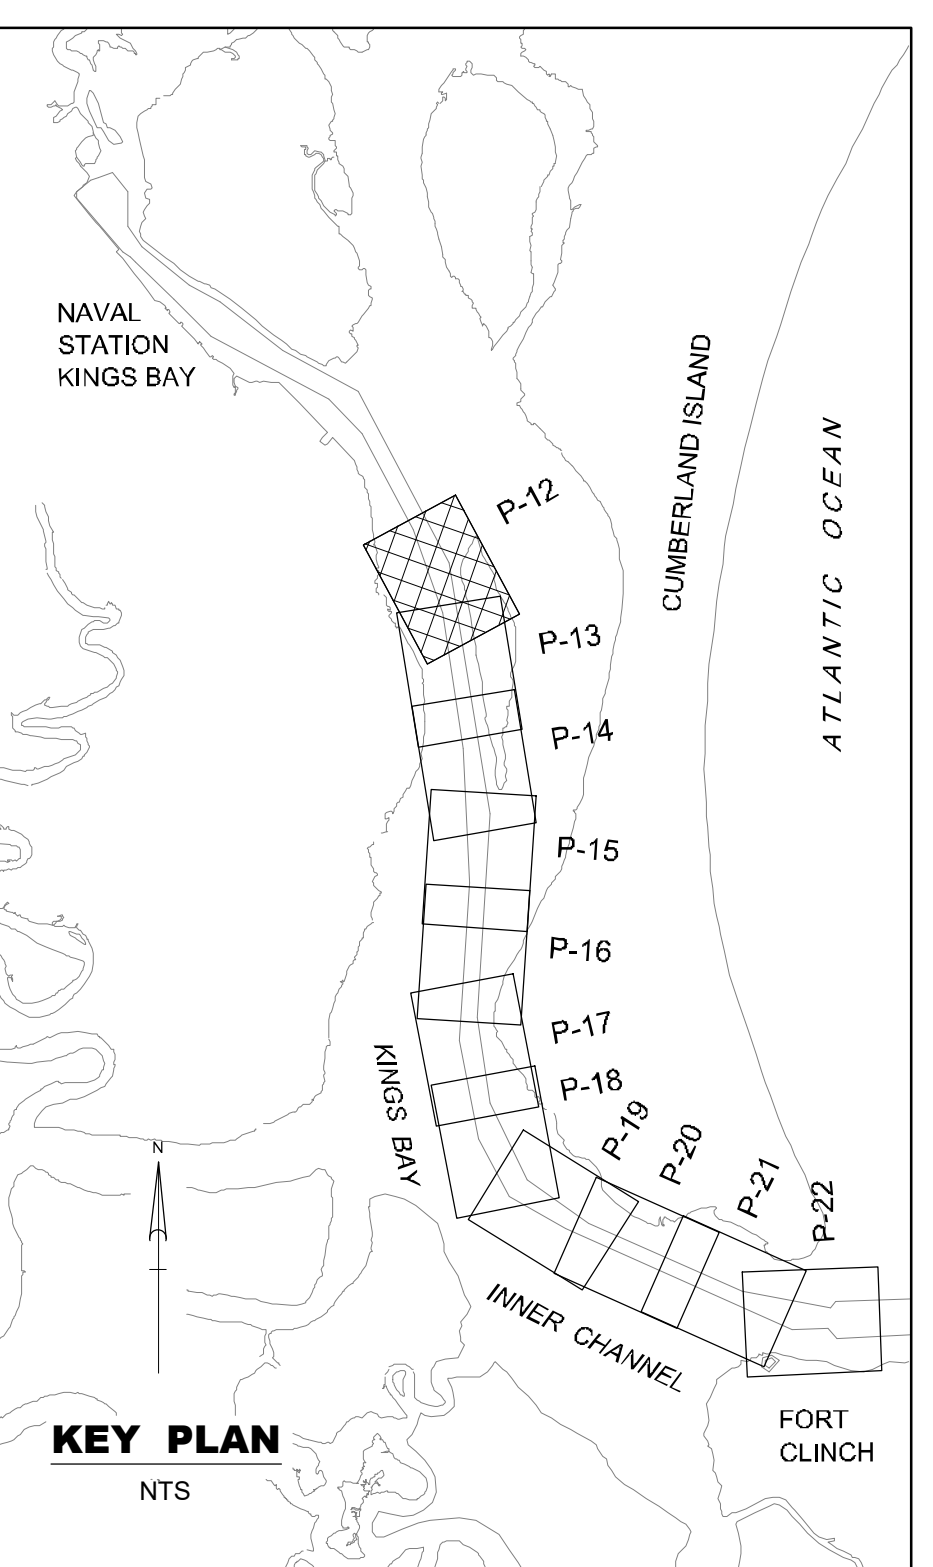 NAVAL
STATION
KINGS BAY
CUMBERLAND ISLAND
ATLANTIC OCEAN
P-12
P-13
P-14
P-15
P-16
P-17
P-18
P-19
P-20
P-21
P-22
KINGS BAY
N
INNER CHANNEL
FORT
CLINCH
KEY PLAN
NTS